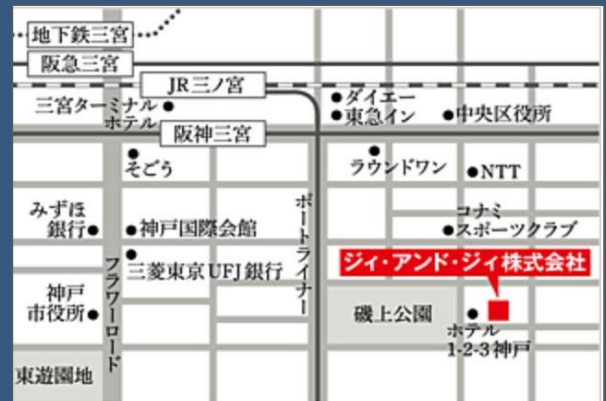 地下鉄三宮
阪急三宮
JR三ノ宮
三宮ターミナル
ホテル
ダイエー
東急イン
中央区役所
阪神三宮
そごう
ラウンドワン
NTT
みずほ
銀行
神戸国際会館
ポートライナー
コナミ
スポーツクラブ
三菱東京UFJ銀行
フラワーロード
ジィ・アンド・ジィ株式会社
神戸
市役所
磯上公園
ホテル
1-2-3神戸
東遊園地